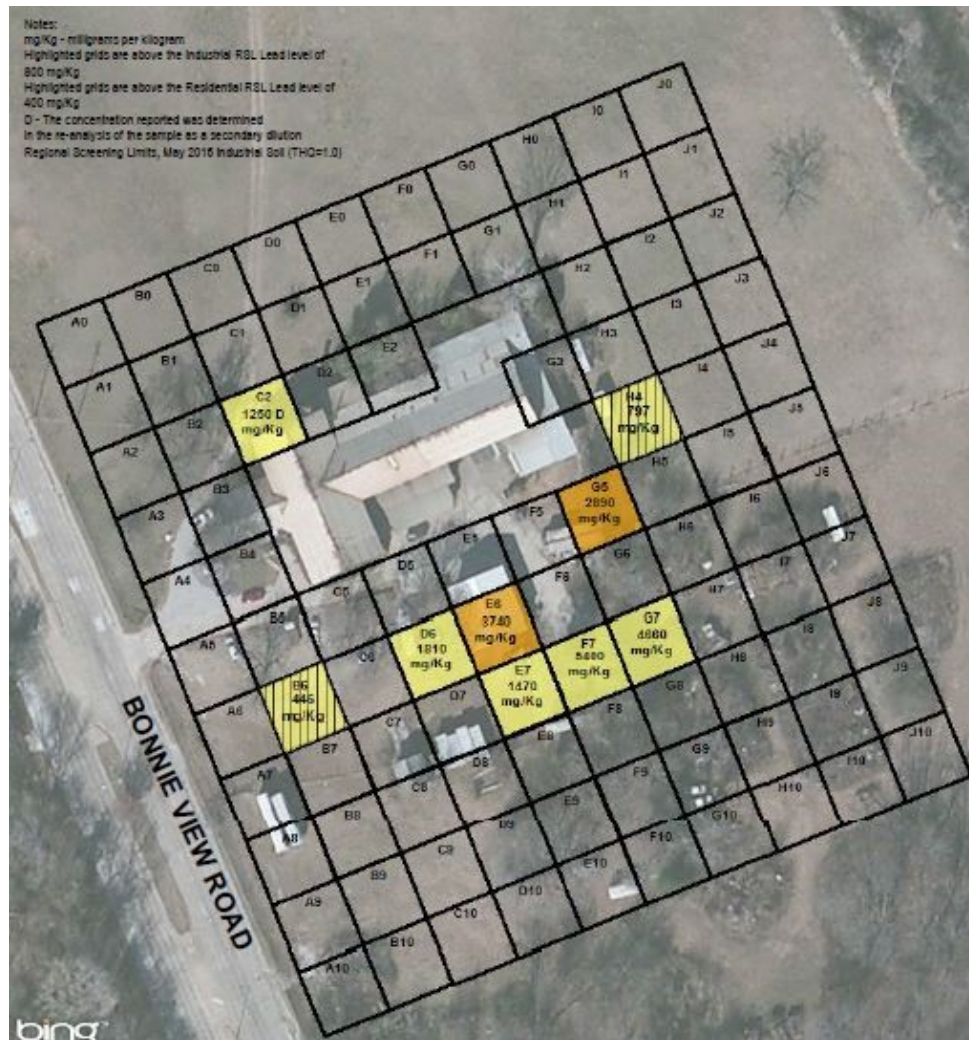 Notes:
mg/Kg - milligrams per kilogram
Highlighted grids are above the Industrial RSL Lead level of
800 mg/Kg
Highlighted grids are above the Residential RSL Lead level of
400 mg/Kg
D - The concentration reported was determined
in the re-analysis of the sample as a secondary dilution
Regional Screening Limits, May 2016 Industrial Soil (THQ=1.0)
A0 B0 C0 D0 E0 F0 G0 H0 I0 J0
A1 B1 C1 D1 E1 F1 G1 H1 I1 J1
A2 B2 C2 D2 E2 H2 I2 J2
1250 D
mg/Kg
A3 B3 G3 H3 I3 J3
A4 B4 H4 I4 J4
797
mg/Kg
A5 B5 C5 D5 E5 F5 G5 H5 I5 J5
2890
mg/Kg
A6 B6 C6 D6 E6 F6 G6 H6 I6 J6
445
mg/Kg
1810
mg/Kg
3740
mg/Kg
A7 B7 C7 D7 E7 F7 G7 H7 I7 J7
1470
mg/Kg
5400
mg/Kg
4660
mg/Kg
A8 B8 C8 D8 E8 F8 G8 H8 I8 J8
A9 B9 C9 D9 E9 F9 G9 H9 I9 J9
A10 B10 C10 D10 E10 F10 G10 H10 I10 J10
BONNIE VIEW ROAD
bing